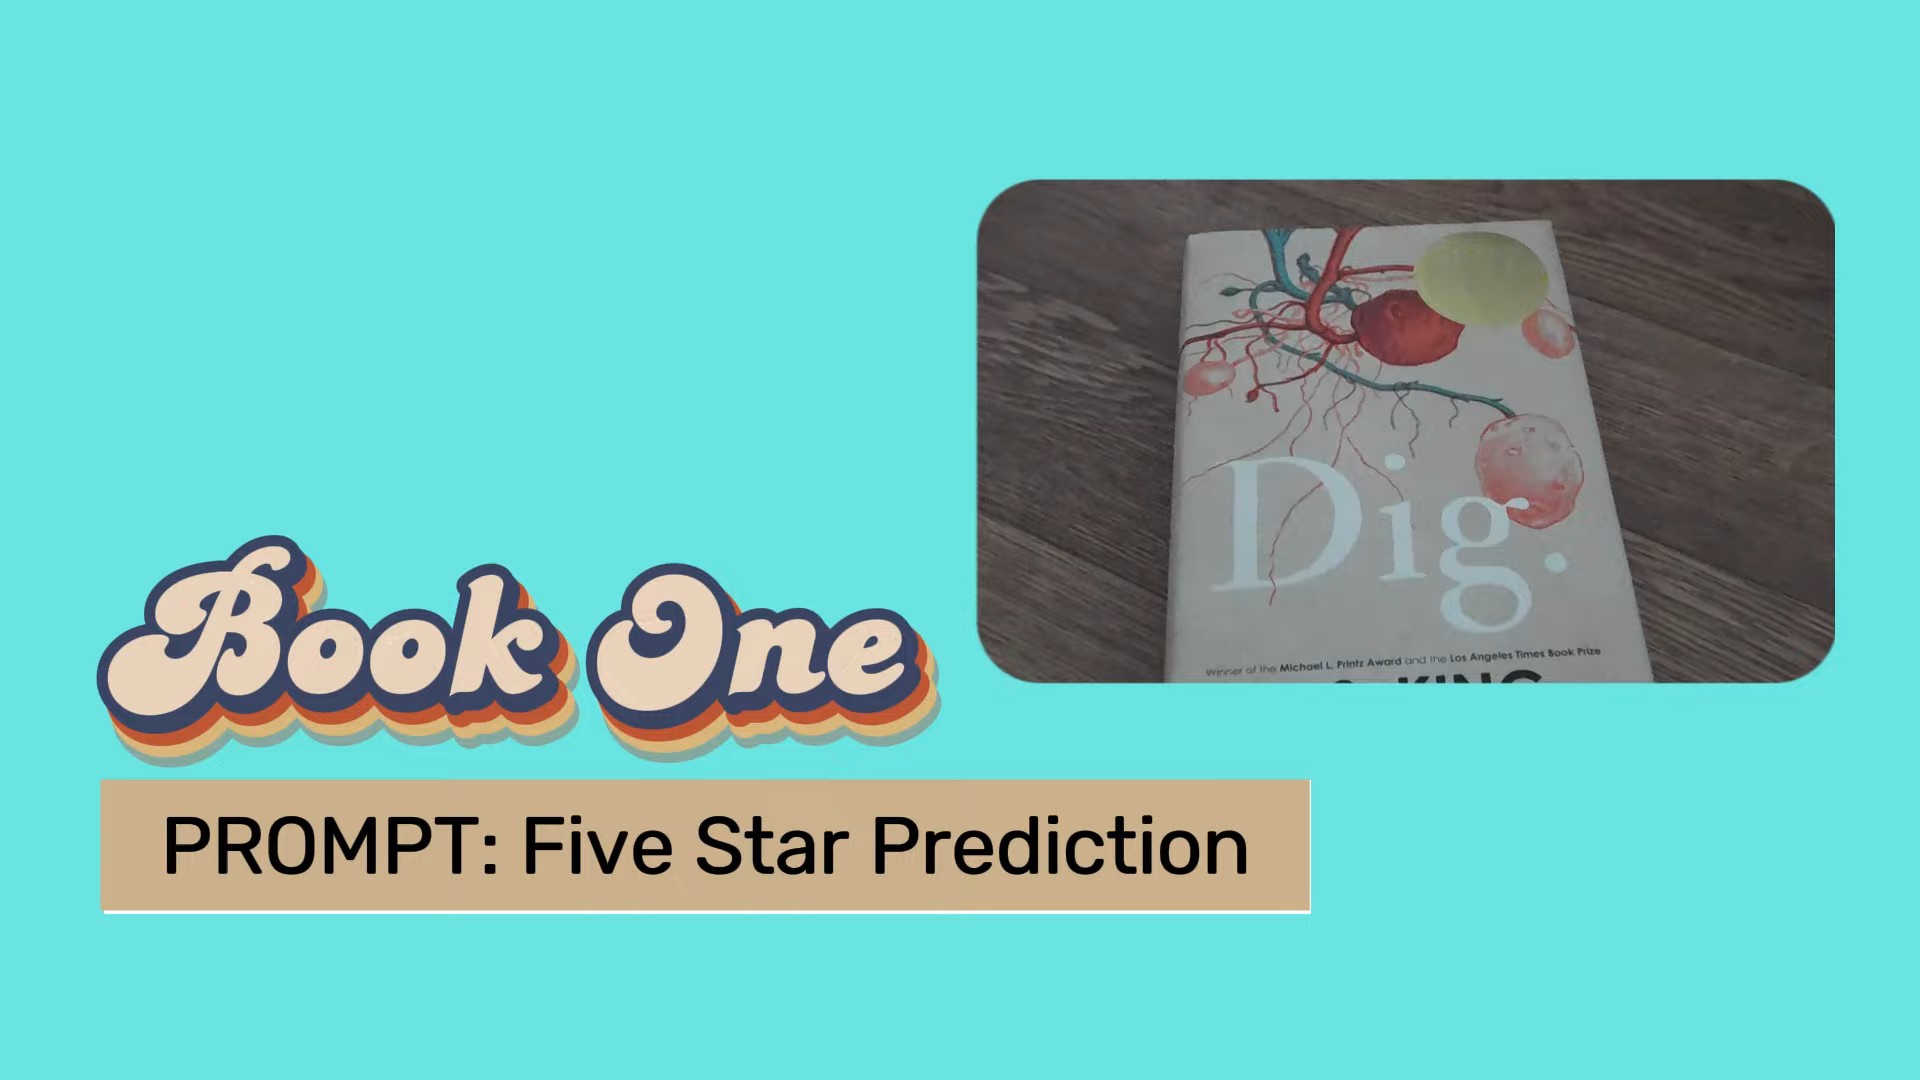 Book One
PROMPT: Five Star Prediction
Dig.
Winner of the Michael L. Printz Award and the Los Angeles Times Book Prize
KING